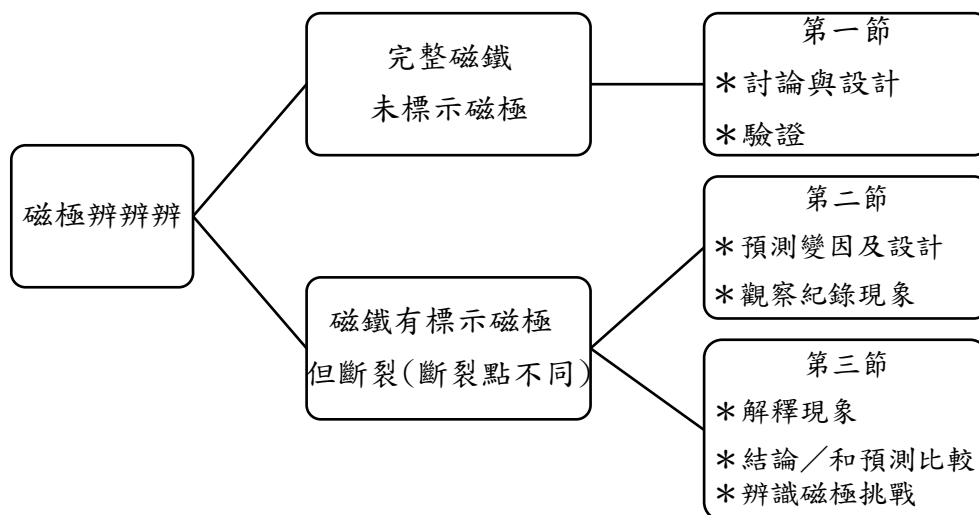 磁極辨辨辨
完整磁鐵
未標示磁極
第一節
＊討論與設計
＊驗證
磁鐵有標示磁極
但斷裂(斷裂點不同)
第二節
＊預測變因及設計
＊觀察紀錄現象
第三節
＊解釋現象
＊結論／和預測比較
＊辨識磁極挑戰